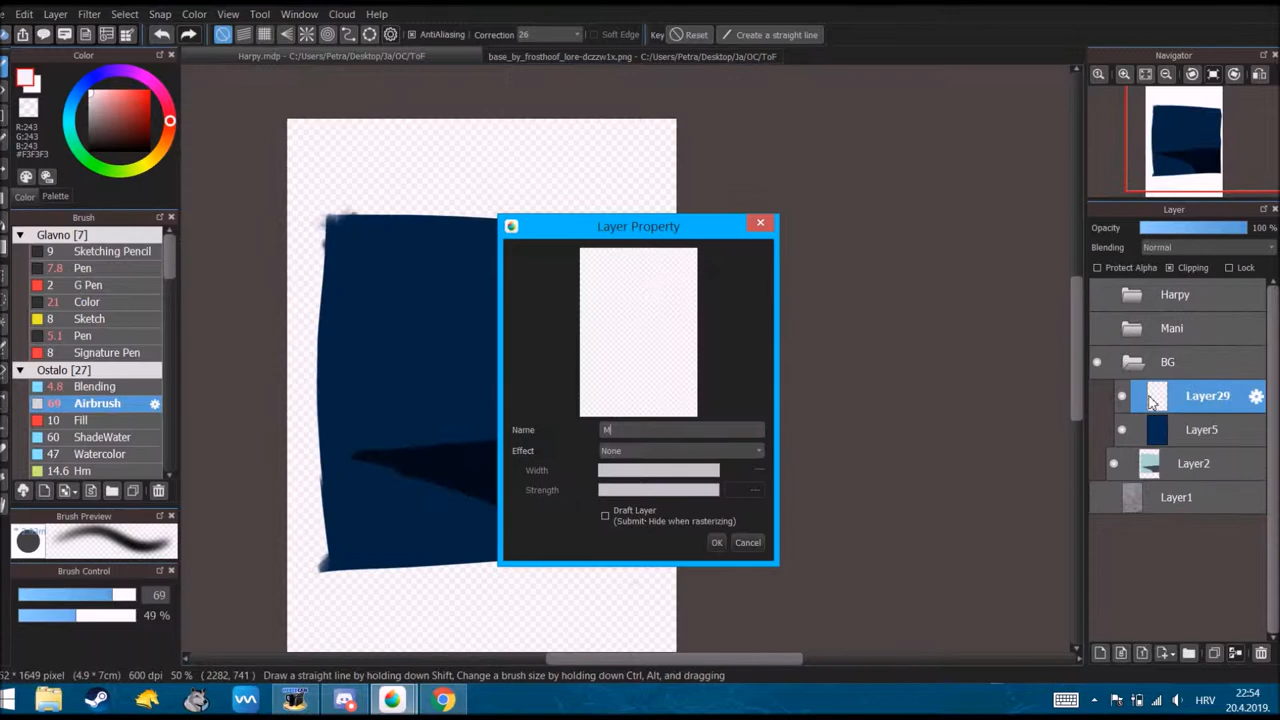 Edit Layer Filter Select Snap Color View Tool Window Cloud Help
AntiAliasing Correction 26 Soft Edge Key Reset Create a straight line
Harpy.mdp - C:/Users/Petra/Desktop/Ja/OC/ToF
base_by_frosthoof_lore-dczzw1x.png - C:/Users/Petra/Desktop/Ja/OC/ToF
Color
R:243
G:243
B:243
#F3F3F3
Color Palette
Brush
Glavno [7]
9 Sketching Pencil
7.8 Pen
2 G Pen
21 Color
8 Sketch
5.1 Pen
8 Signature Pen
Ostalo [27]
4.8 Blending
69 Airbrush
10 Fill
60 ShadeWater
47 Watercolor
14.6 Hm
Brush Preview
Brush Control
69
49 %
Layer Property
Name M
Effect None
Width
Strength
Draft Layer
(Submit· Hide when rasterizing)
OK Cancel
Navigator
Layer
Opacity 100 %
Blending Normal
Protect Alpha Clipping Lock
Harpy
Mani
BG
Layer29
Layer5
Layer2
Layer1
52 * 1649 pixel (4.9 * 7cm) 600 dpi 50 % ( 2282, 741 ) Draw a straight line by holding down Shift, Change a brush size by holding down Ctrl, Alt, and dragging
HRV
22:54
20.4.2019.